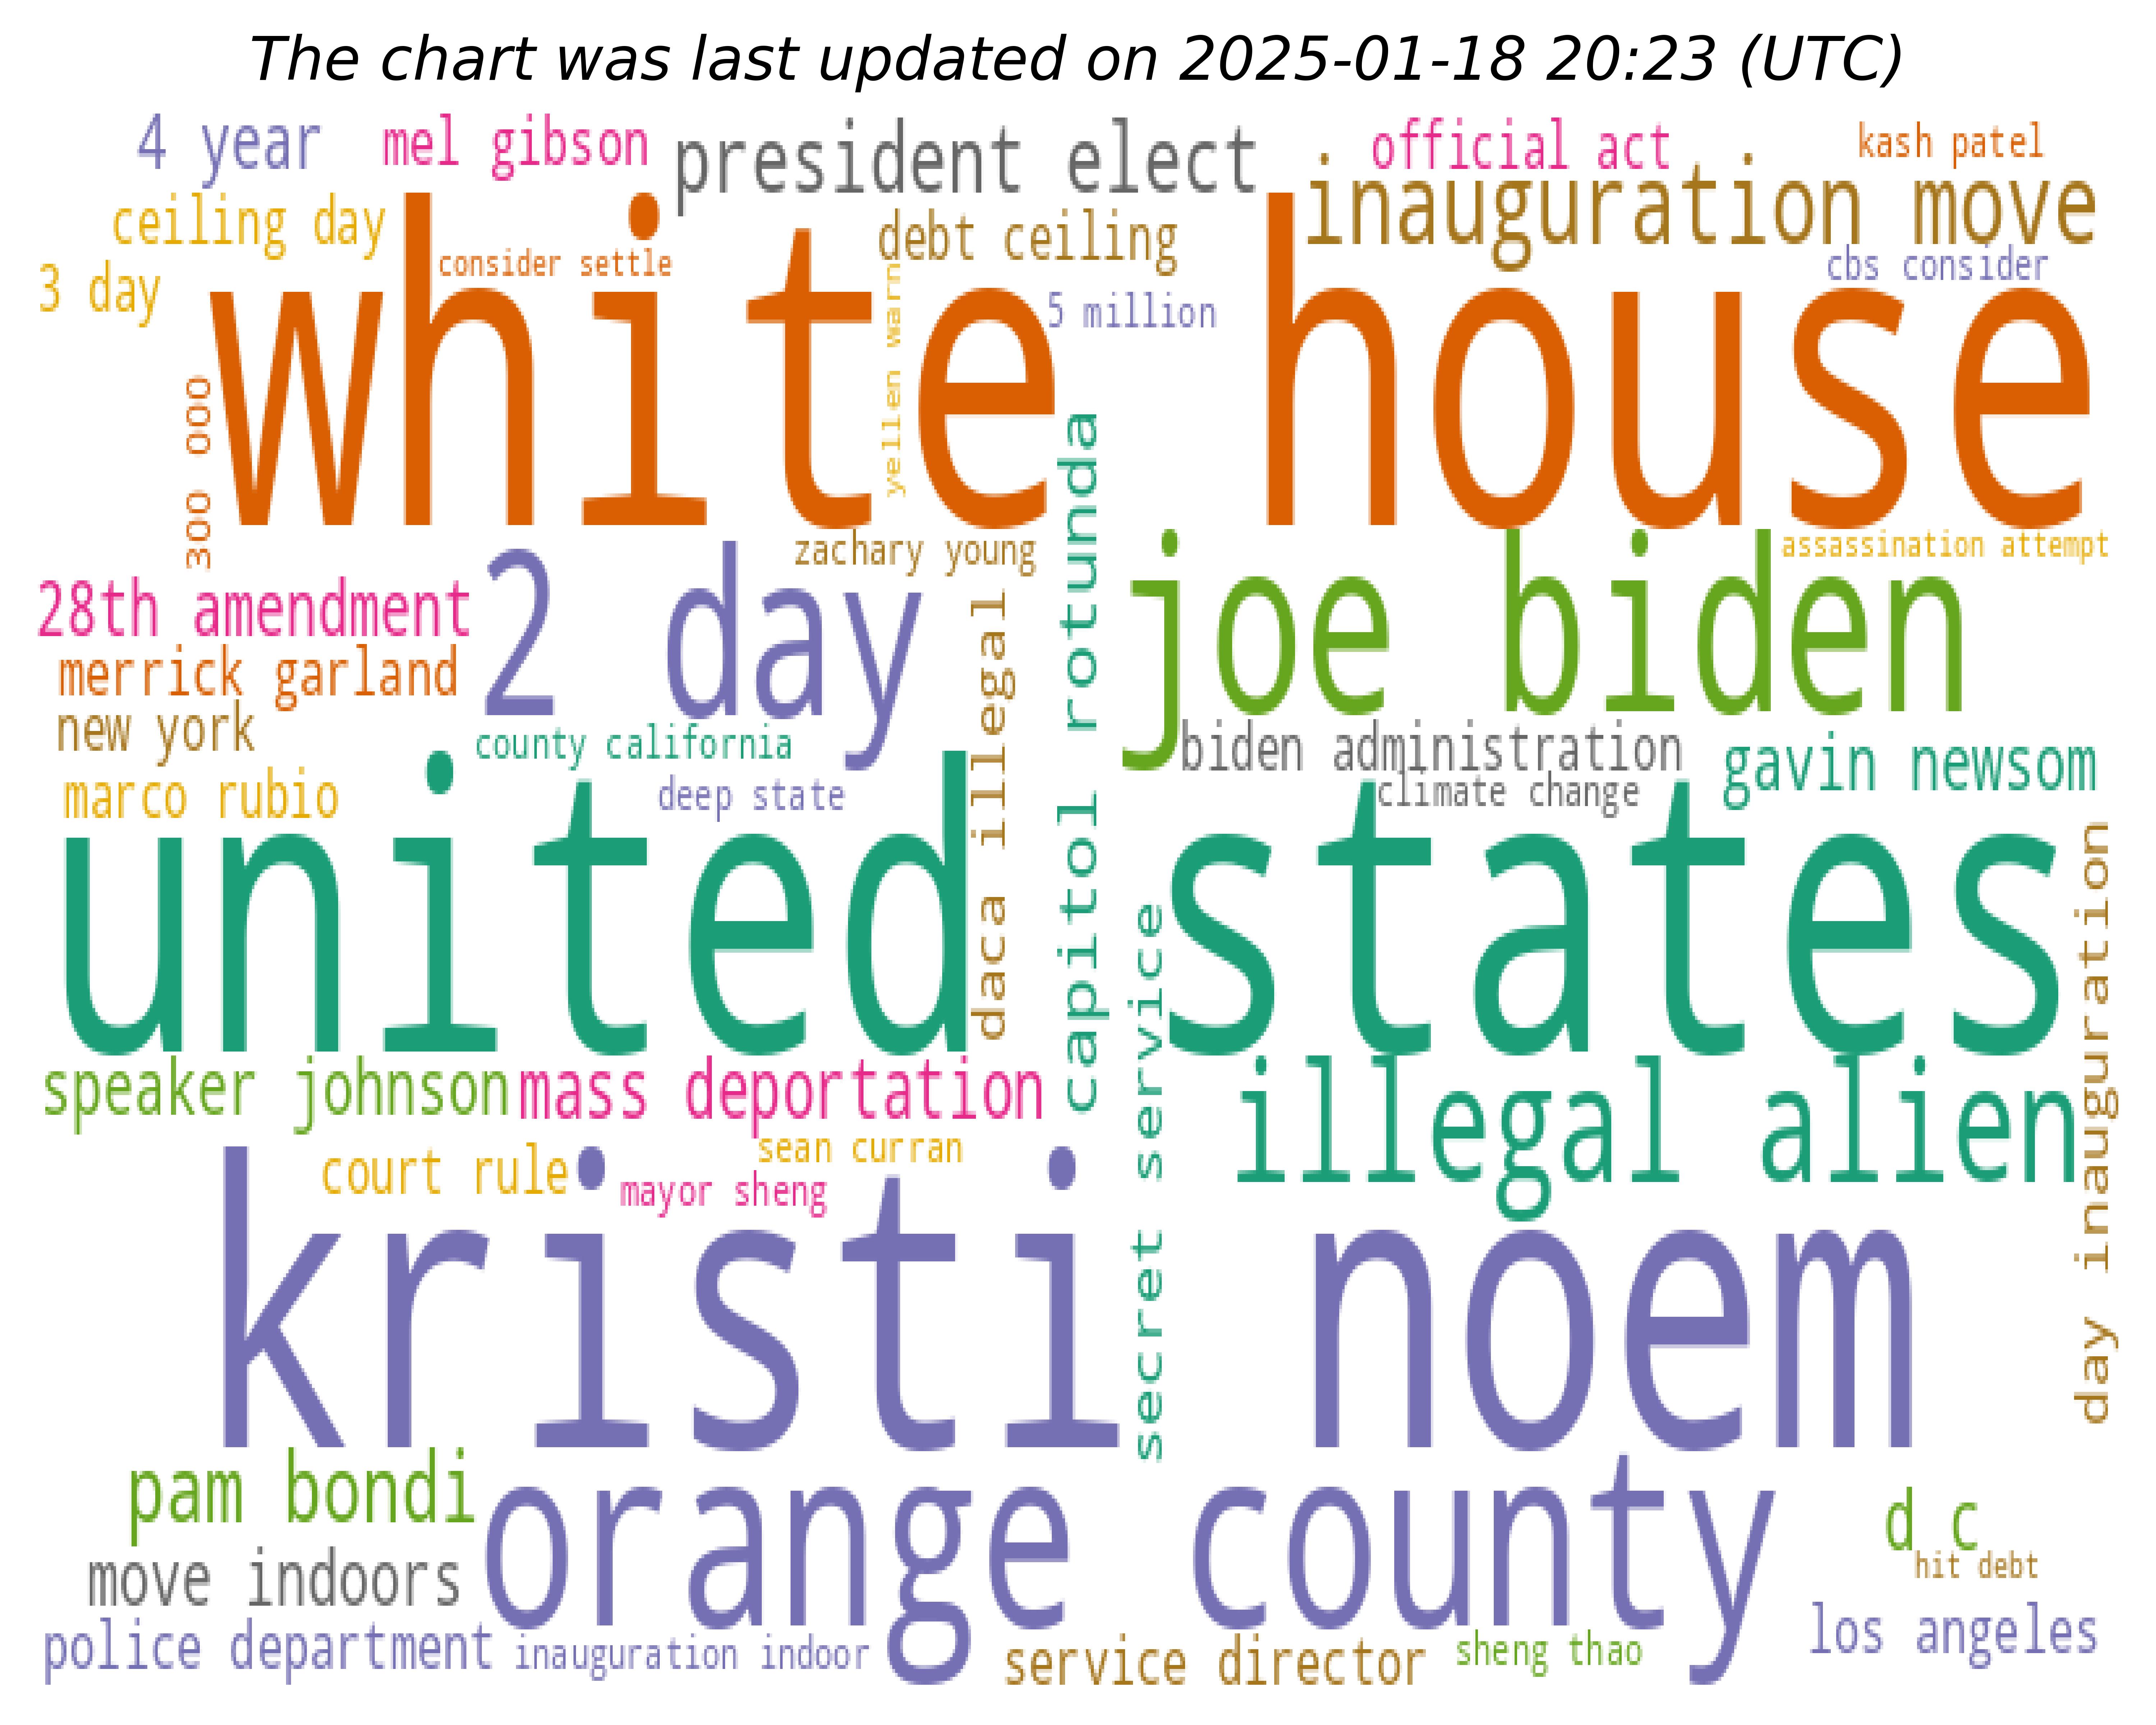 The chart was last updated on 2025-01-18 20:23 (UTC)
4 year
mel gibson
president elect
official act
kash patel
ceiling day
consider settle
debt ceiling
inauguration move
cbs consider
3 day
white house
yellen warn
5 million
300 000
zachary young
assassination attempt
28th amendment
2 day
joe biden
merrick garland
daca illegal
capitol rotunda
new york
county california
biden administration
gavin newsom
marco rubio
deep state
climate change
united states
day inauguration
secret service
speaker johnson
mass deportation
illegal alien
court rule
sean curran
mayor sheng
kristi noem
pam bondi
orange county
d c
hit debt
move indoors
police department
inauguration indoor
service director
sheng thao
los angeles